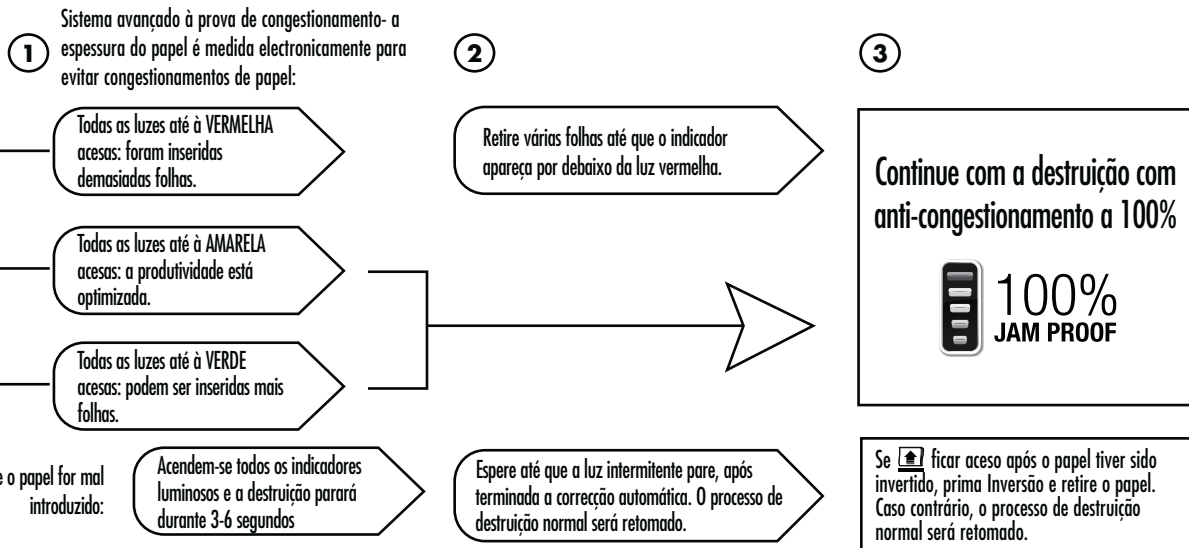 1
Sistema avançado à prova de congestionamento- a
espessura do papel é medida electronicamente para
evitar congestionamentos de papel:
2
3
Todas as luzes até à VERMELHA
acesas: foram inseridas
demasiadas folhas.
Retire várias folhas até que o indicador
apareça por debaixo da luz vermelha.
Todas as luzes até à AMARELA
acesas: a produtividade está
optimizada.
Todas as luzes até à VERDE
acesas: podem ser inseridas mais
folhas.
Continue com a destruição com
anti-congestionamento a 100%
100%
JAM PROOF
e o papel for mal
introduzido:
Acendem-se todos os indicadores
luminosos e a destruição parará
durante 3-6 segundos
Espere até que a luz intermitente pare, após
terminada a correcção automática. O processo de
destruição normal será retomado.
Se ficar aceso após o papel tiver sido
invertido, prima Inversão e retire o papel.
Caso contrário, o processo de destruição
normal será retomado.